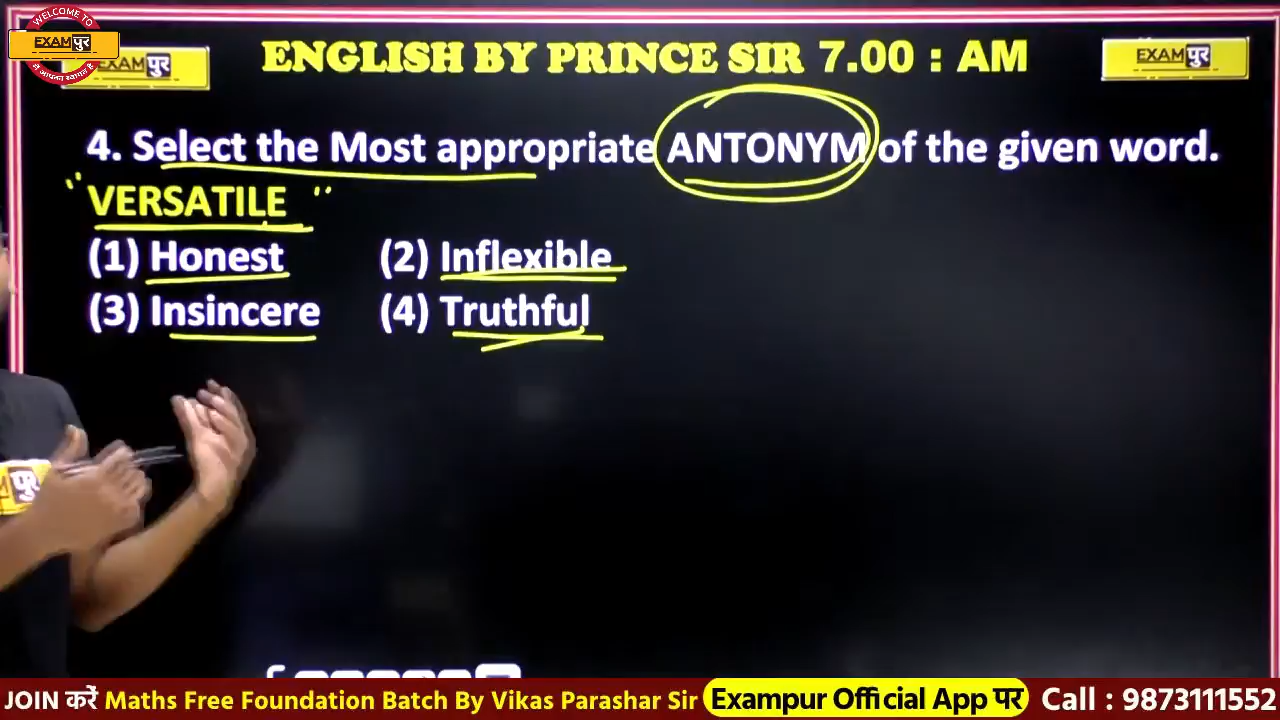 WELCOME TO
EXAMपुर
में आपका स्वागत है
EXAMपुर
ENGLISH BY PRINCE SIR 7.00 : AM
EXAMपुर
4. Select the Most appropriate ANTONYM of the given word.
"VERSATILE"
(1) Honest (2) Inflexible
(3) Insincere (4) Truthful
पुर
JOIN करें Maths Free Foundation Batch By Vikas Parashar Sir Exampur Official App पर Call : 9873111552